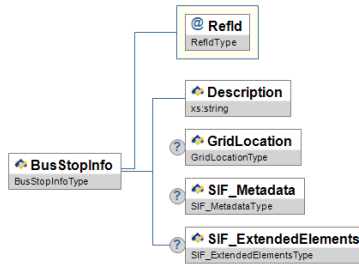 @ RefId
RefIdType
Description
xs:string
? GridLocation
GridLocationType
BusStopInfo
BusStopInfoType
? SIF_Metadata
SIF_MetadataType
? SIF_ExtendedElements
SIF_ExtendedElementsType